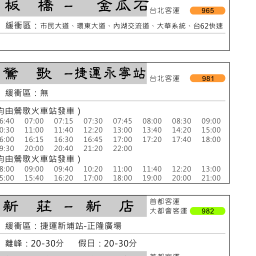 板 橋 – 金瓜石 台北客運 965
緩衝區：市民大道、環東大道、內湖交流道、大華系統、台62快速
鶯 歌 –捷運永寧站 台北客運 981
緩衝區：無
均由鶯歌火車站發車)
6:40 07:00 07:15 07:30 07:45 08:00 08:30 09:00
0:30 11:00 11:40 12:20 13:00 13:40 14:20 15:00
6:00 16:15 16:30 16:45 17:00 17:20 17:40 18:00
9:30 20:00 20:40 21:20 22:00
均由鶯歌火車站發車)
8:00 09:00 09:40 10:20 11:00 11:40 12:20 13:00
5:00 15:40 16:20 17:00 18:00 19:00 20:00 21:00
新 莊 – 新 店 首都客運 大都會客運 982
緩衝區：捷運新埔站-正隆廣場
離峰：20-30分 假日：20-30分
首都客運